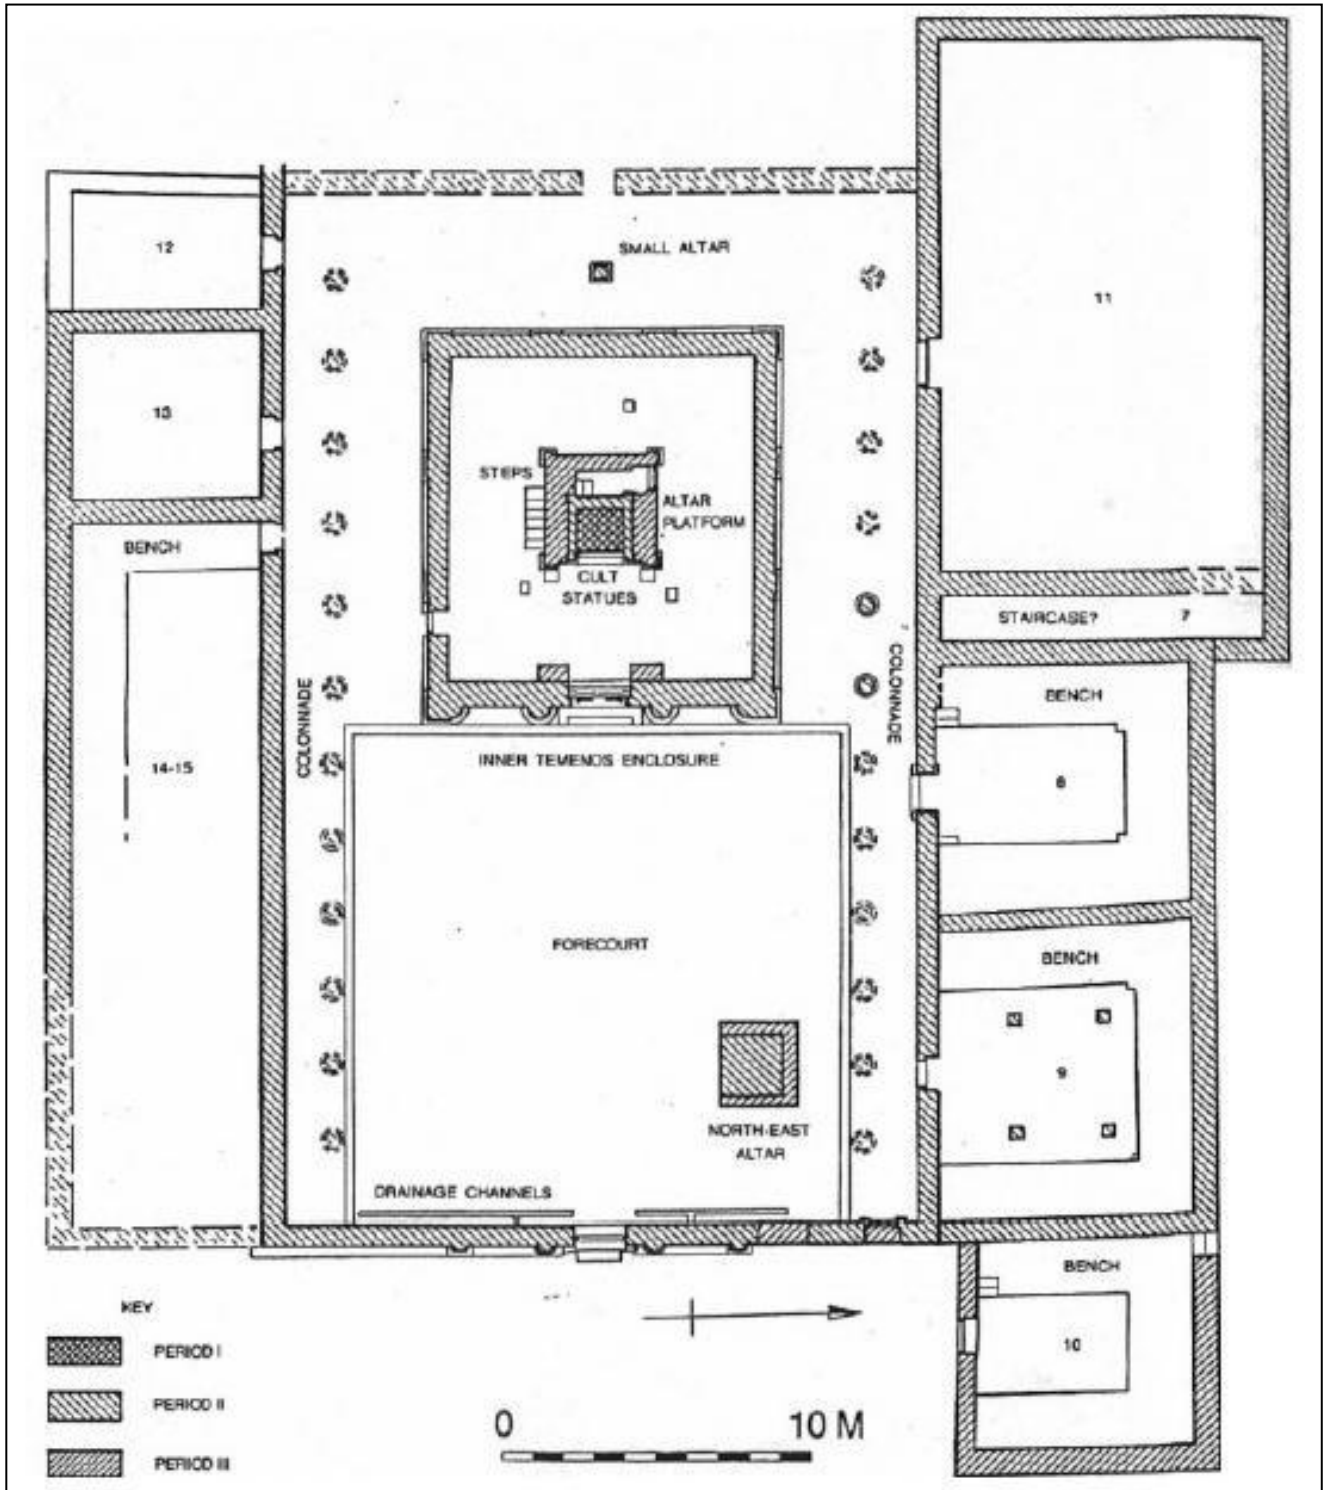 12
SMALL ALTAR
11
13
STEPS
ALTAR
PLATFORM
BENCH
CULT
STATUES
STAIRCASE?
7
COLONNADE
COLONNADE
BENCH
14-15
INNER TEMENOS ENCLOSURE
8
FORECOURT
BENCH
9
NORTH-EAST
ALTAR
DRAINAGE CHANNELS
BENCH
KEY
10
PERIOD I
PERIOD II
PERIOD III
0 10 M